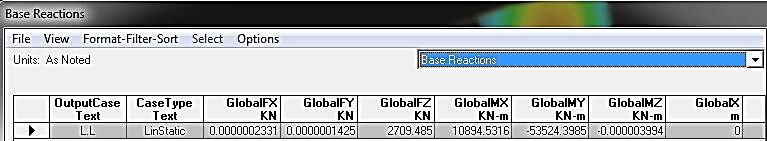 Base Reactions
File View Format-Filter-Sort Select Options
Units: As Noted
Base Reactions
OutputCase CaseType GlobalFX GlobalFY GlobalFZ GlobalMX GlobalMY GlobalMZ GlobalX
Text Text KN KN KN KN-m KN-m KN-m m
L.L LinStatic 0.0000002331 0.0000001425 2709.485 10894.5316 -53524.3985 -0.000003994 0